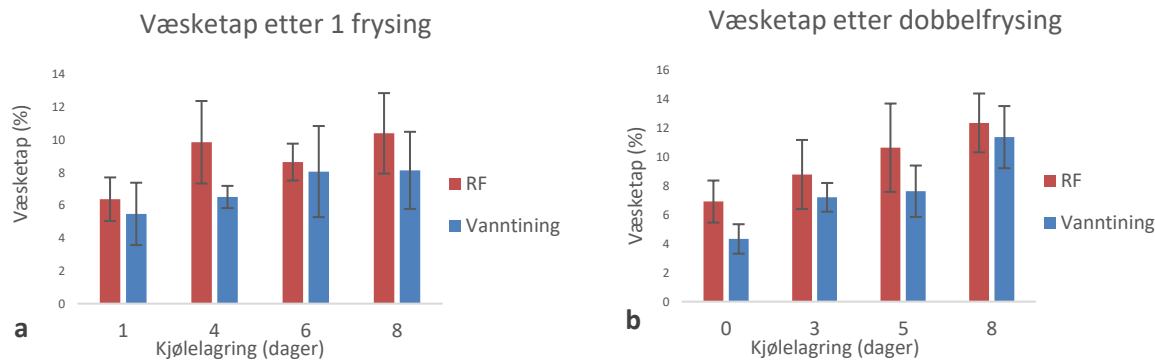 Væsketap etter 1 frysing
Væsketap (%)
14
12
10
8
6
4
2
0
1 4 6 8
Kjølelagring (dager)
RF
Vanntining
a
Væsketap etter dobbelfrysing
Væsketap (%)
16
14
12
10
8
6
4
2
0
0 3 5 8
Kjølelagring (dager)
RF
Vanntining
b